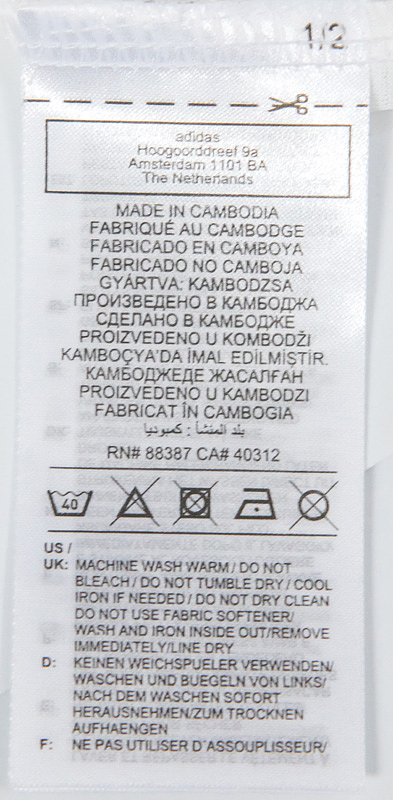 1/2
adidas
Hoogoorddreef 9a
Amsterdam 1101 BA
The Netherlands
MADE IN CAMBODIA
FABRIQUÉ AU CAMBODGE
FABRICADO EN CAMBOYA
FABRICADO NO CAMBOJA
GYÁRTVA: KAMBODZSA
ПРОИЗВЕДЕНО В КАМБОДЖА
СДЕЛАНО В КАМБОДЖЕ
PROIZVEDENO U KOMBODŽI
KAMBOÇYA'DA İMAL EDİLMİŞTİR.
КАМБОДЖЕДЕ ЖАСАЛҒАН
PROIZVEDENO U KAMBODZI
FABRICAT ÎN CAMBOGIA
بلد المنشأ : كمبوديا
RN# 88387 CA# 40312
40
US /
UK: MACHINE WASH WARM / DO NOT
BLEACH / DO NOT TUMBLE DRY / COOL
IRON IF NEEDED / DO NOT DRY CLEAN
DO NOT USE FABRIC SOFTENER/
WASH AND IRON INSIDE OUT/REMOVE
IMMEDIATELY/LINE DRY
D: KEINEN WEICHSPUELER VERWENDEN/
WASCHEN UND BUEGELN VON LINKS/
NACH DEM WASCHEN SOFORT
HERAUSNEHMEN/ZUM TROCKNEN
AUFHAENGEN
F: NE PAS UTILISER D'ASSOUPLISSEUR/